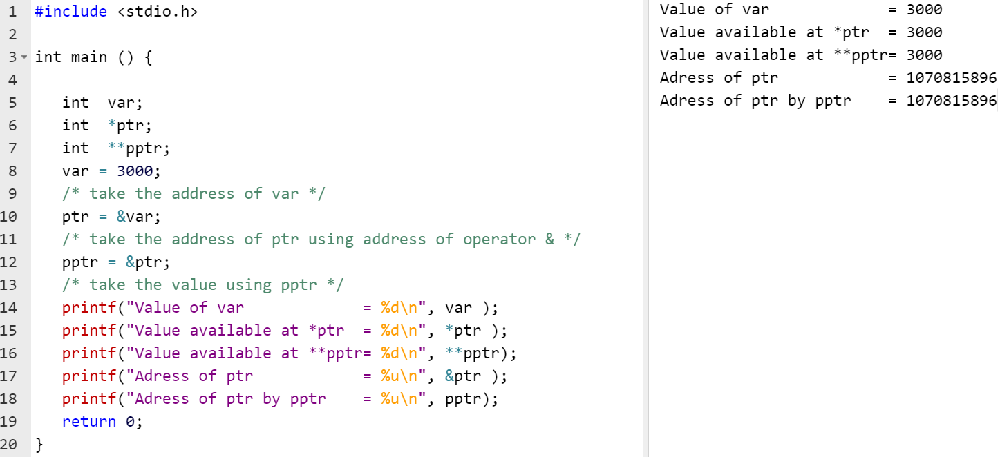 1 #include <stdio.h>
2
3 int main () {
4
5    int  var;
6    int  *ptr;
7    int  **pptr;
8    var = 3000;
9    /* take the address of var */
10    ptr = &var;
11    /* take the address of ptr using address of operator & */
12    pptr = &ptr;
13    /* take the value using pptr */
14    printf("Value of var             = %d\n", var );
15    printf("Value available at *ptr  = %d\n", *ptr );
16    printf("Value available at **pptr= %d\n", **pptr);
17    printf("Adress of ptr            = %u\n", &ptr );
18    printf("Adress of ptr by pptr    = %u\n", pptr);
19    return 0;
20 }
Value of var             = 3000
Value available at *ptr  = 3000
Value available at **pptr= 3000
Adress of ptr            = 1070815896
Adress of ptr by pptr    = 1070815896